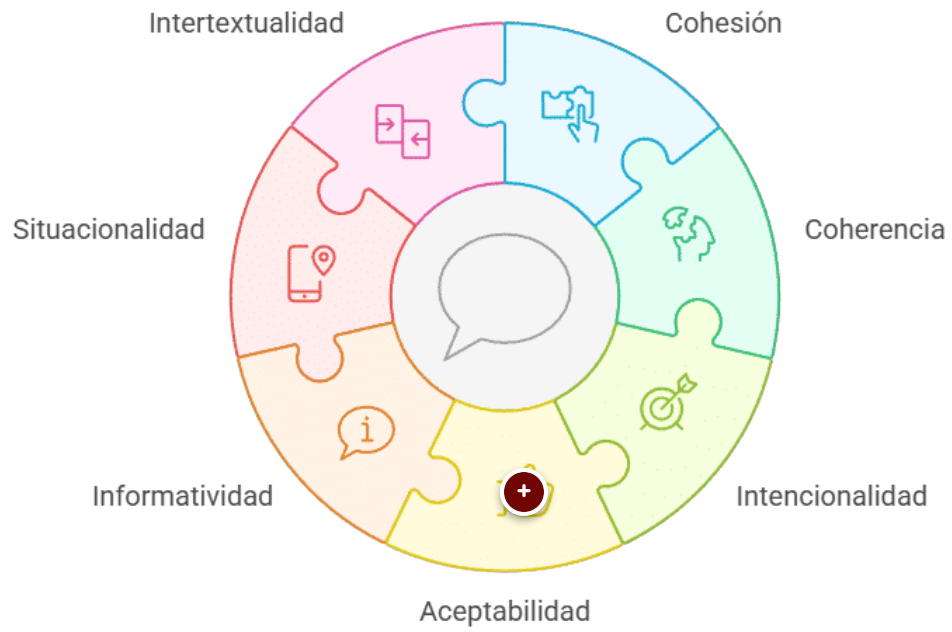 Intertextualidad
Cohesión
Situacionalidad
Coherencia
Informatividad
Intencionalidad
Aceptabilidad